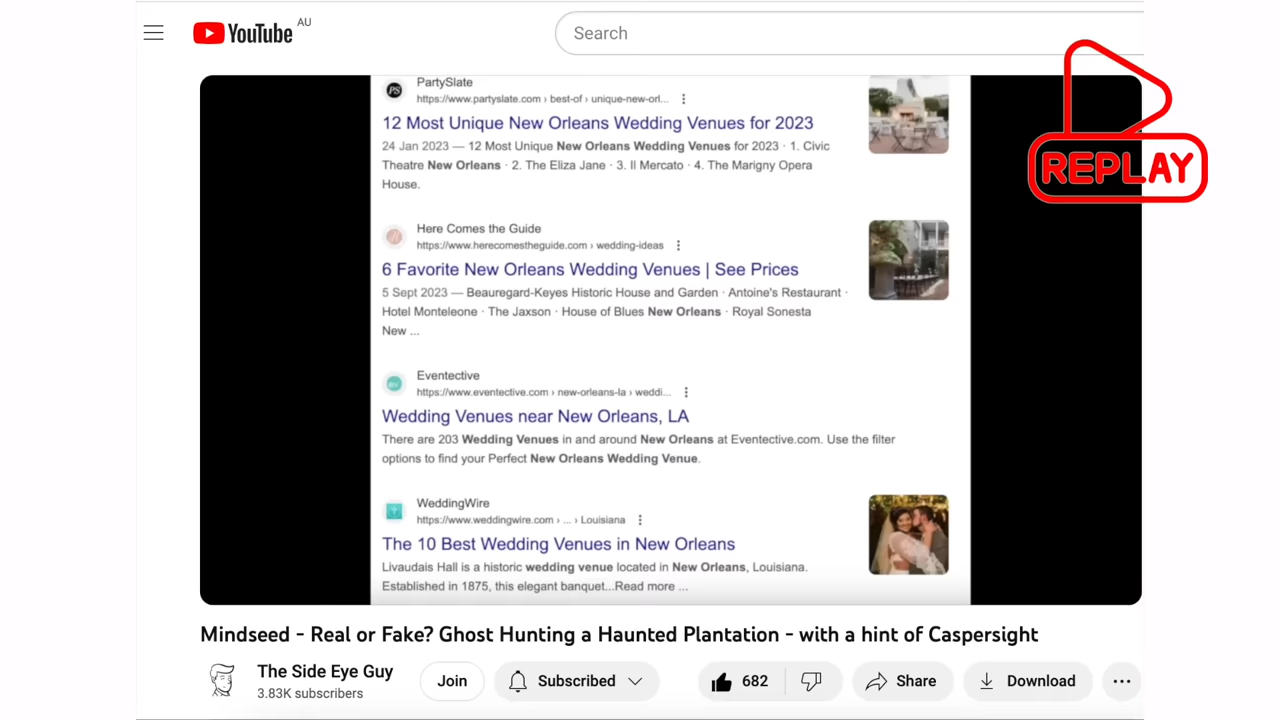 YouTube AU
Search
REPLAY
PartySlate
https://www.partyslate.com › best-of › unique-new-orl...
12 Most Unique New Orleans Wedding Venues for 2023
24 Jan 2023 — 12 Most Unique New Orleans Wedding Venues for 2023 · 1. Civic
Theatre New Orleans · 2. The Eliza Jane · 3. Il Mercato · 4. The Marigny Opera
House.
Here Comes the Guide
https://www.herecomestheguide.com › wedding-ideas
6 Favorite New Orleans Wedding Venues | See Prices
5 Sept 2023 — Beauregard-Keyes Historic House and Garden · Antoine's Restaurant ·
Hotel Monteleone · The Jaxson · House of Blues New Orleans · Royal Sonesta
New ...
Eventective
https://www.eventective.com › new-orleans-la › weddi...
Wedding Venues near New Orleans, LA
There are 203 Wedding Venues in and around New Orleans at Eventective.com. Use the filter
options to find your Perfect New Orleans Wedding Venue.
WeddingWire
https://www.weddingwire.com › ... › Louisiana
The 10 Best Wedding Venues in New Orleans
Livaudais Hall is a historic wedding venue located in New Orleans, Louisiana.
Established in 1875, this elegant banquet...Read more ...
Mindseed - Real or Fake? Ghost Hunting a Haunted Plantation - with a hint of Caspersight
The Side Eye Guy
3.83K subscribers
Join
Subscribed
682
Share
Download